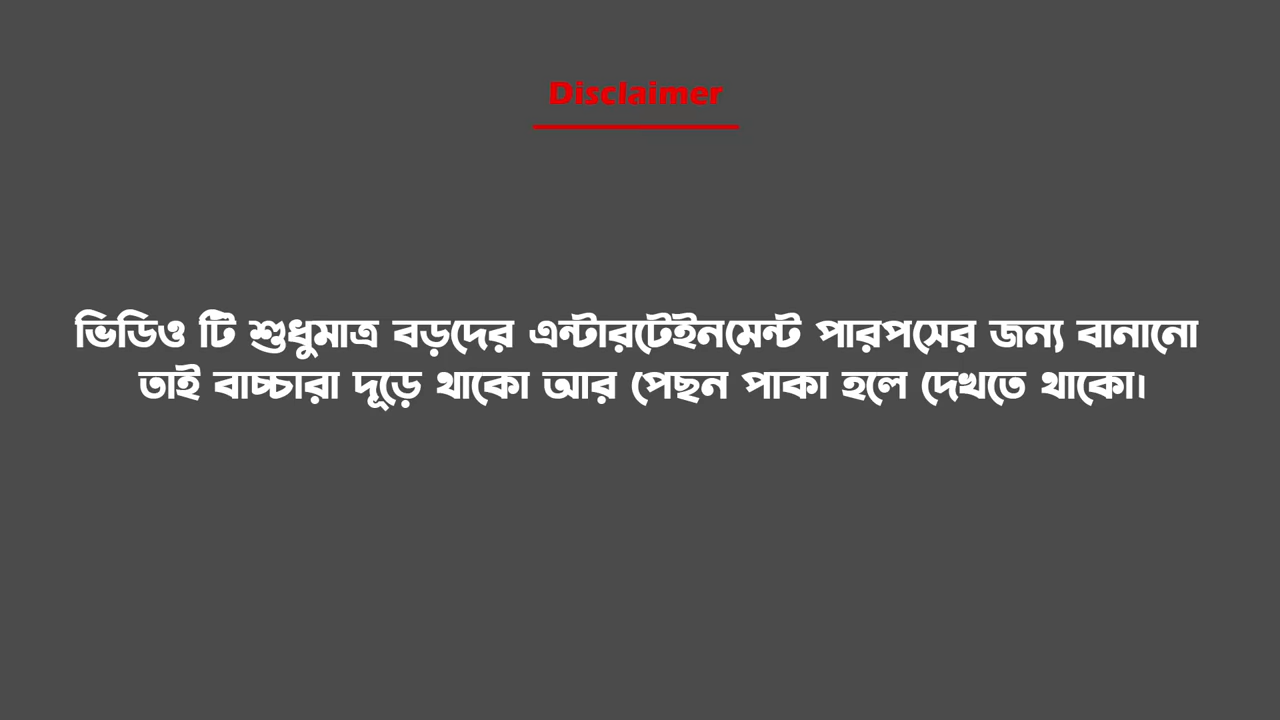 Disclaimer
ভিডিও টি শুধুমাত্র বড়দের এন্টারটেইনমেন্ট পারপসের জন্য বানানো
তাই বাচ্চারা দূড়ে থাকো আর পেছন পাকা হলে দেখতে থাকো।